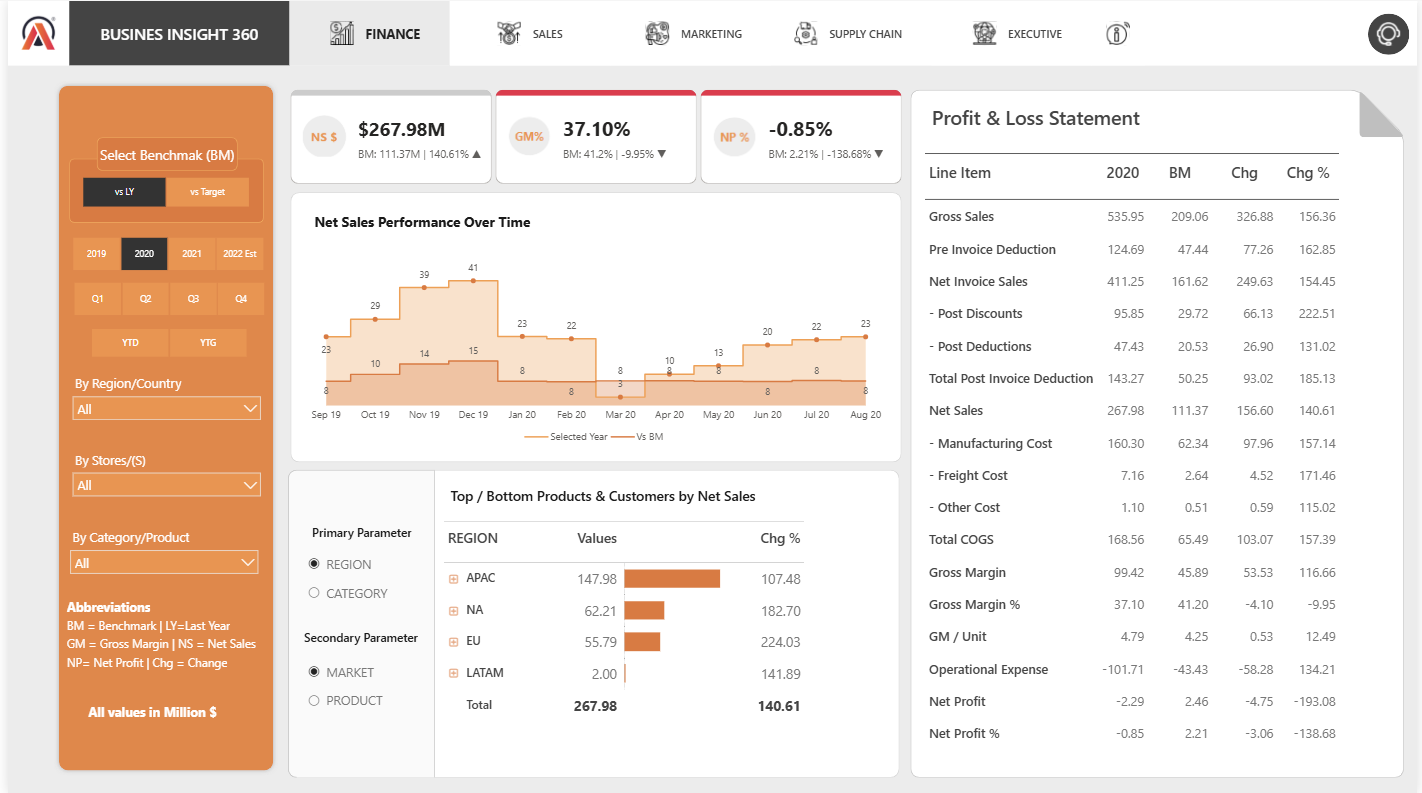 BUSINES INSIGHT 360
FINANCE
SALES
MARKETING
SUPPLY CHAIN
EXECUTIVE
Select Benchmak (BM)
vs LY vs Target
2019 2020 2021 2022 Est
Q1 Q2 Q3 Q4
YTD YTG
By Region/Country
All
By Stores/(S)
All
By Category/Product
All
Abbreviations
BM = Benchmark | LY=Last Year
GM = Gross Margin | NS = Net Sales
NP= Net Profit | Chg = Change
All values in Million $
NS $
$267.98M
BM: 111.37M | 140.61% ▲
GM%
37.10%
BM: 41.2% | -9.95% ▼
NP %
-0.85%
BM: 2.21% | -138.68% ▼
Net Sales Performance Over Time
23 29 39 41 23 22 3 10 13 20 22 23
8 10 14 15 8 8 8 8 8 8 8 8
Sep 19 Oct 19 Nov 19 Dec 19 Jan 20 Feb 20 Mar 20 Apr 20 May 20 Jun 20 Jul 20 Aug 20
Selected Year Vs BM
Primary Parameter
REGION
CATEGORY
Secondary Parameter
MARKET
PRODUCT
Top / Bottom Products & Customers by Net Sales
REGION Values Chg %
APAC 147.98 107.48
NA 62.21 182.70
EU 55.79 224.03
LATAM 2.00 141.89
Total 267.98 140.61
Profit & Loss Statement
Line Item 2020 BM Chg Chg %
Gross Sales 535.95 209.06 326.88 156.36
Pre Invoice Deduction 124.69 47.44 77.26 162.85
Net Invoice Sales 411.25 161.62 249.63 154.45
- Post Discounts 95.85 29.72 66.13 222.51
- Post Deductions 47.43 20.53 26.90 131.02
Total Post Invoice Deduction 143.27 50.25 93.02 185.13
Net Sales 267.98 111.37 156.60 140.61
- Manufacturing Cost 160.30 62.34 97.96 157.14
- Freight Cost 7.16 2.64 4.52 171.46
- Other Cost 1.10 0.51 0.59 115.02
Total COGS 168.56 65.49 103.07 157.39
Gross Margin 99.42 45.89 53.53 116.66
Gross Margin % 37.10 41.20 -4.10 -9.95
GM / Unit 4.79 4.25 0.53 12.49
Operational Expense -101.71 -43.43 -58.28 134.21
Net Profit -2.29 2.46 -4.75 -193.08
Net Profit % -0.85 2.21 -3.06 -138.68